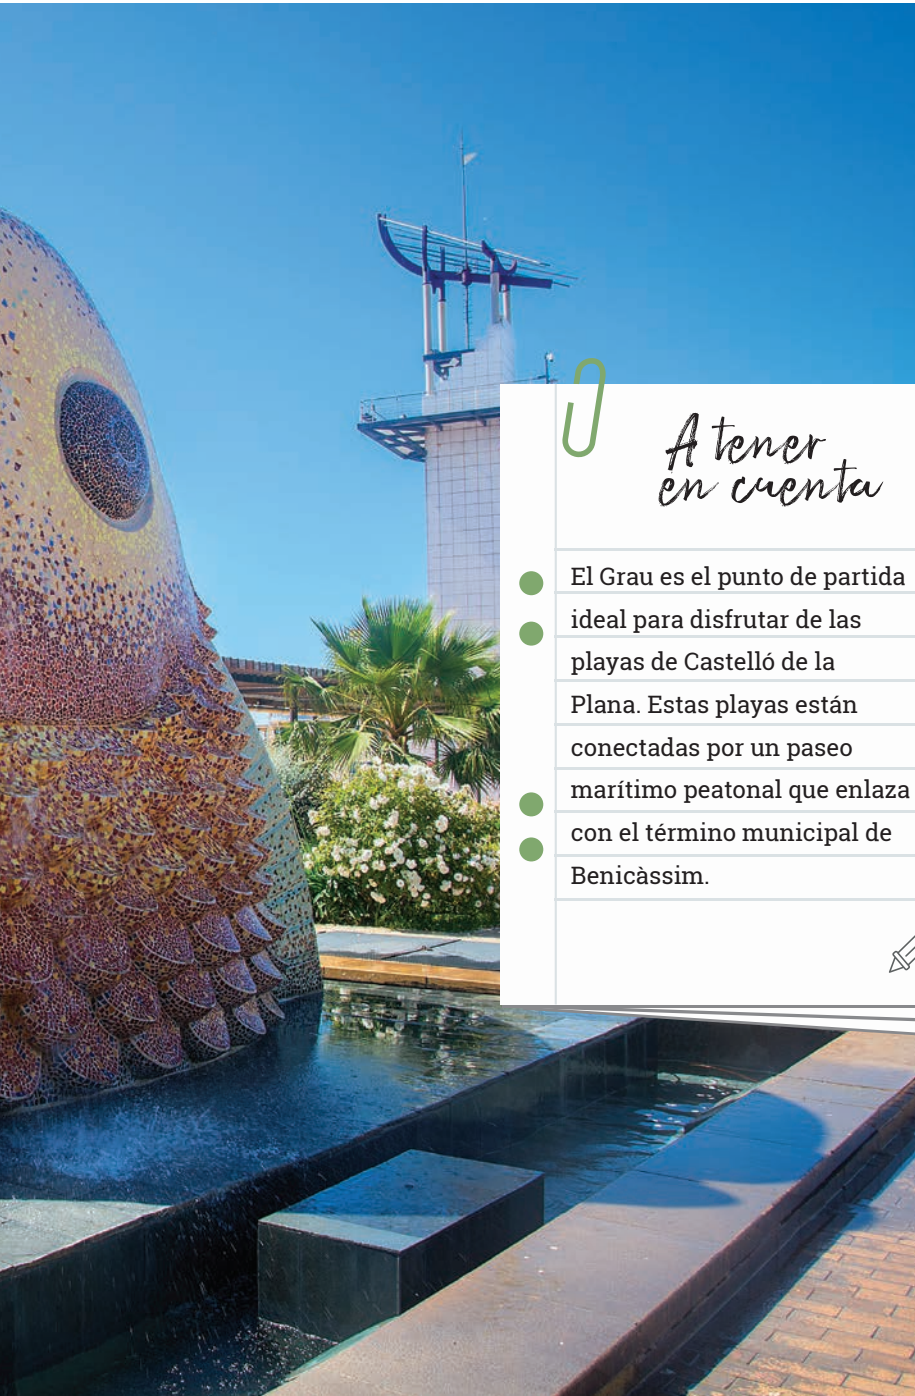 A tener
en cuenta
El Grau es el punto de partida
ideal para disfrutar de las
playas de Castelló de la
Plana. Estas playas están
conectadas por un paseo
marítimo peatonal que enlaza
con el término municipal de
Benicàssim.